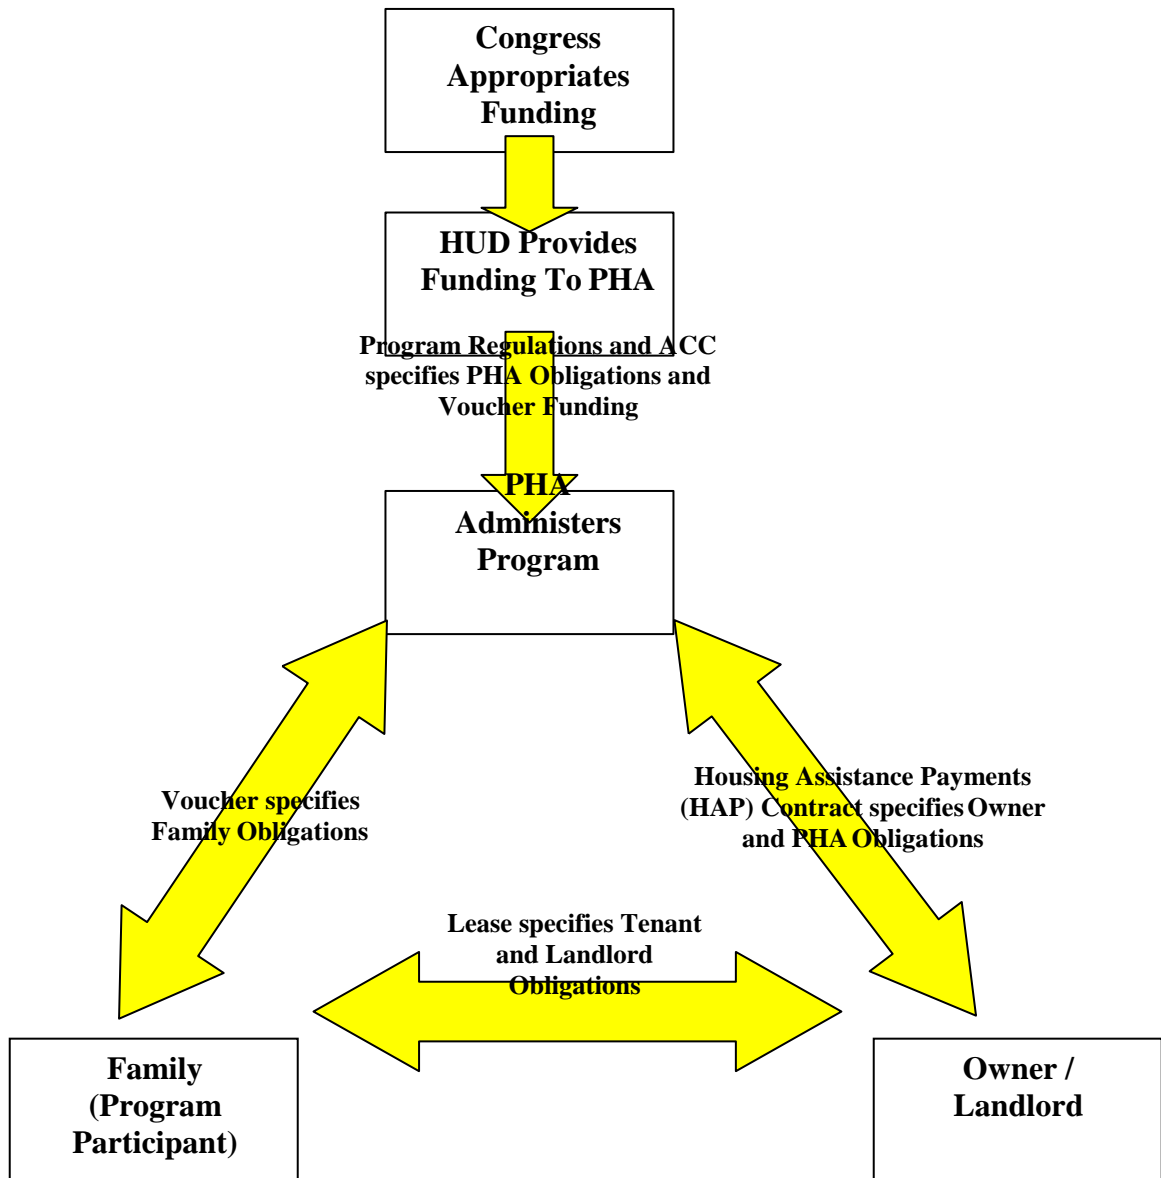 Congress
Appropriates
Funding
HUD Provides
Funding To PHA
Program Regulations and ACC
specifies PHA Obligations and
Voucher Funding
PHA
Administers
Program
Voucher specifies
Family Obligations
Housing Assistance Payments
(HAP) Contract specifies Owner
and PHA Obligations
Lease specifies Tenant
and Landlord
Obligations
Family
(Program
Participant)
Owner /
Landlord